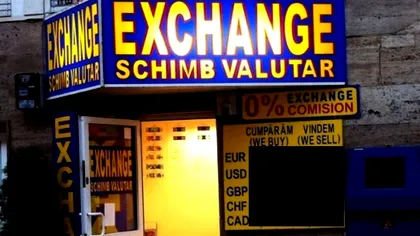 EXCHANGE
SCHIMB VALUTAR
EXCHANGE
SCHIMB VALUTAR
0% EXCHANGE
COMISION
CUMPĂRĂM VINDEM
(WE BUY) (WE SELL)
EUR
USD
GBP
CHF
CAD
EXCHANGE
SCHIMB VALUTAR
EXC